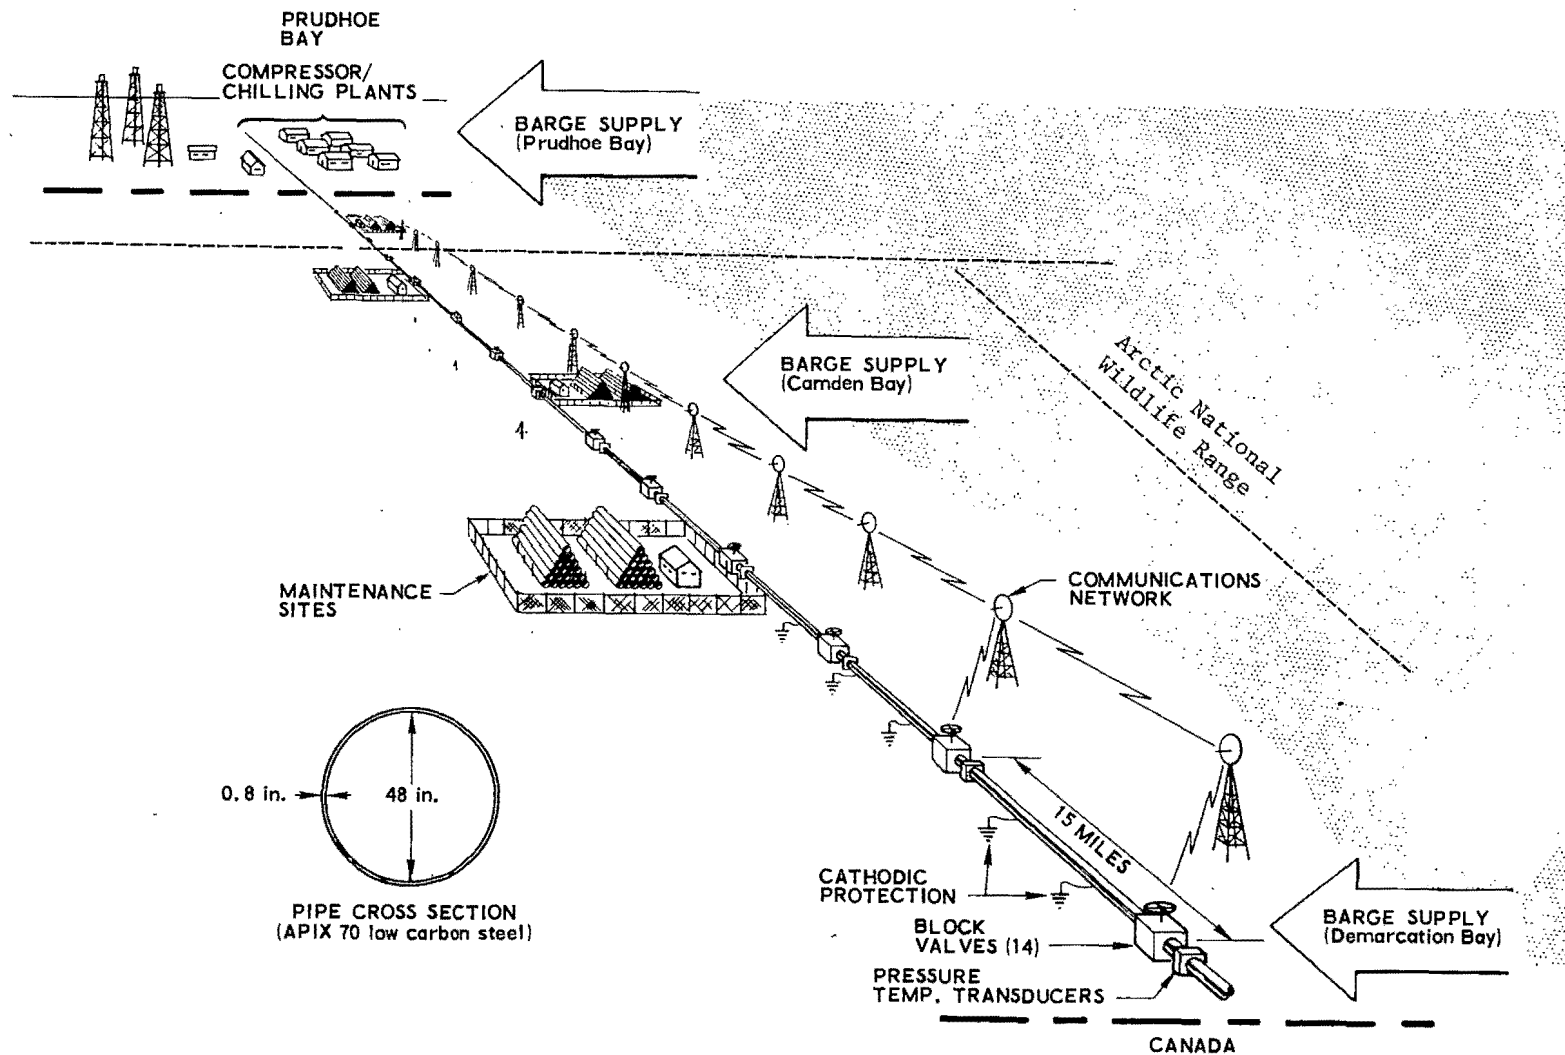 PRUDHOE
BAY
COMPRESSOR/
CHILLING PLANTS
BARGE SUPPLY
(Prudhoe Bay)
BARGE SUPPLY
(Camden Bay)
Arctic National
Wildlife Range
MAINTENANCE
SITES
COMMUNICATIONS
NETWORK
0.8 in.
48 in.
15 MILES
PIPE CROSS SECTION
(APIX 70 low carbon steel)
CATHODIC
PROTECTION
BLOCK
VALVES (14)
PRESSURE
TEMP. TRANSDUCERS
BARGE SUPPLY
(Demarcation Bay)
CANADA